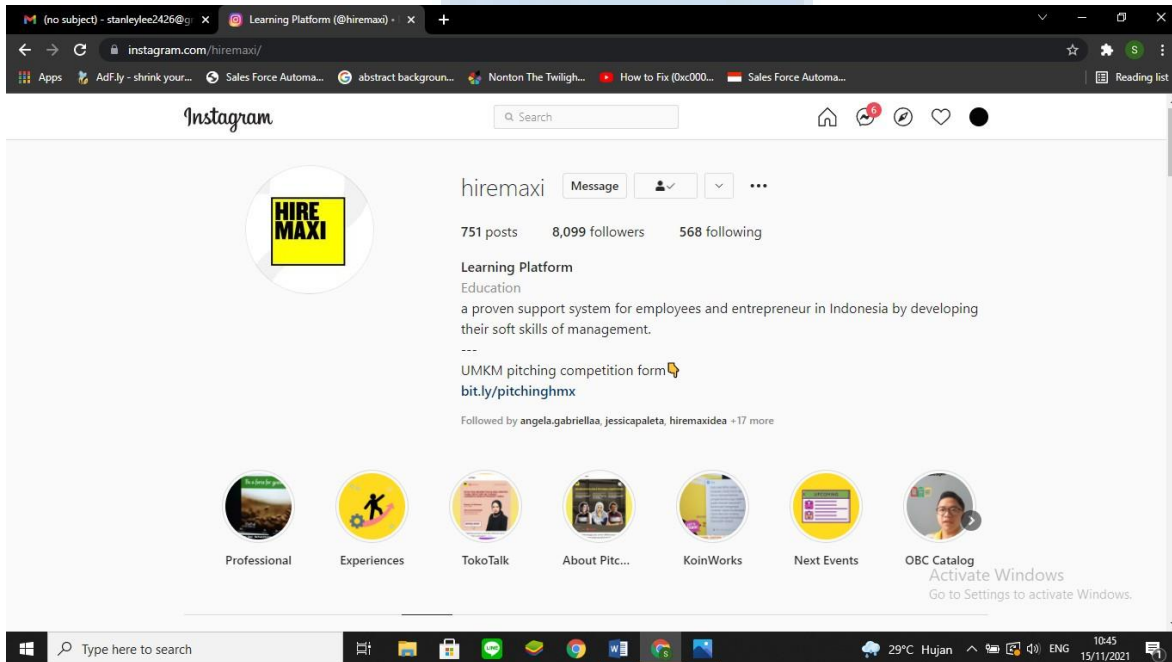 (no subject) - stanleylee2426@gr
Learning Platform (@hiremaxi) •
instagram.com/hiremaxi/
S
Apps
AdF.ly - shrink your...
Sales Force Automa...
abstract backgroun...
Nonton The Twiligh...
How to Fix (0xc000...
Sales Force Automa...
Reading list
Instagram
Search
6
HIRE
MAXI
hiremaxi
Message
751 posts 8,099 followers 568 following
Learning Platform
Education
a proven support system for employees and entrepreneur in Indonesia by developing
their soft skills of management.
---
UMKM pitching competition form👇
bit.ly/pitchinghmx
Followed by angela.gabriellaa, jessicapaleta, hiremaxidea +17 more
Professional
Experiences
TokoTalk
About Pitc...
KoinWorks
Next Events
OBC Catalog
Activate Windows
Go to Settings to activate Windows.
Type here to search
29°C Hujan
ENG
10:45
15/11/2021